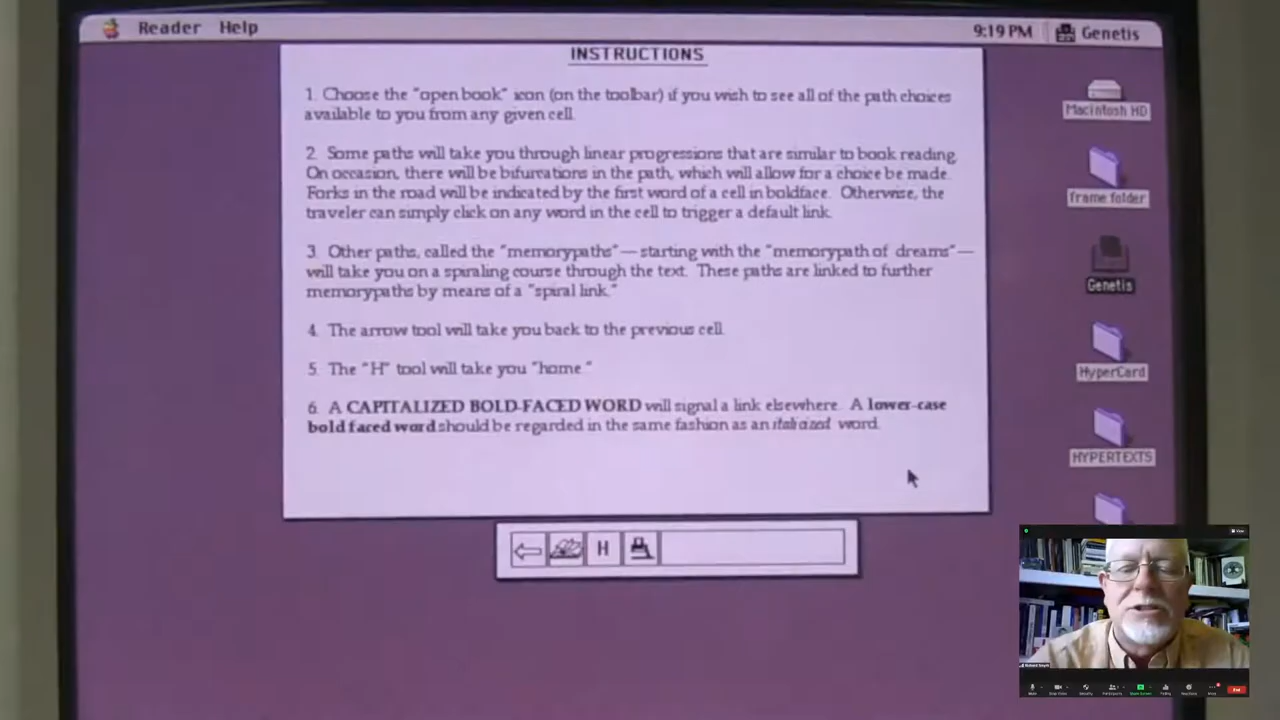 Reader Help 9:19 PM Genetis
INSTRUCTIONS
1. Choose the "open book" icon (on the toolbar) if you wish to see all of the path choices
available to you from any given cell.
2. Some paths will take you through linear progressions that are similar to book reading.
On occasion, there will be bifurcations in the path, which will allow for a choice be made.
Forks in the road will be indicated by the first word of a cell in boldface. Otherwise, the
traveler can simply click on any word in the cell to trigger a default link.
3. Other paths, called the "memorypaths"—starting with the "memorypath of dreams"—
will take you on a spiraling course through the text. These paths are linked to further
memorypaths by means of a "spiral link."
4. The arrow tool will take you back to the previous cell.
5. The "H" tool will take you "home."
6. A CAPITALIZED BOLD-FACED WORD will signal a link elsewhere. A lower-case
bold faced word should be regarded in the same fashion as an italicized word.
H
Macintosh HD
frame folder
Genetis
HyperCard
HYPERTEXTS